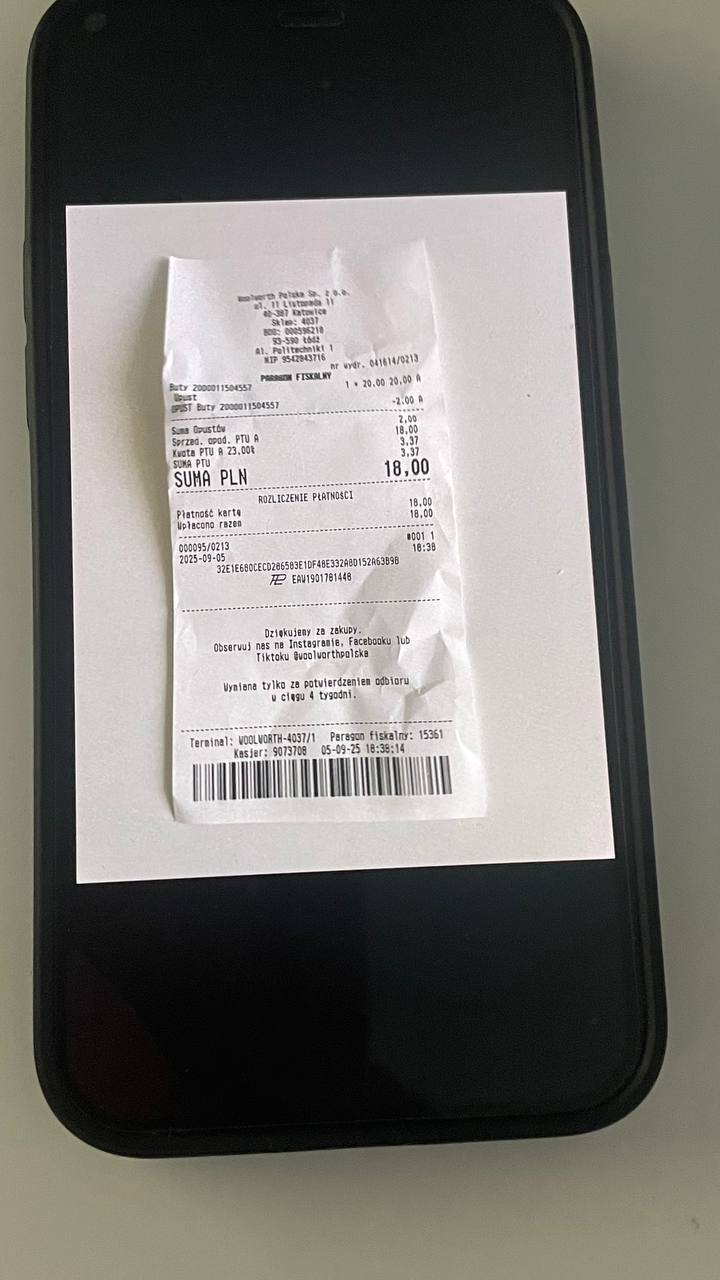 Woolworth Polska Sp. z o.o.
ul. 11 Listopada 11
40-387 Katowice
Sklep: 4037
BDO: 000596210
93-590 Łódź
Al. Politechniki 1
NIP 9542843716
nr wydr. 041614/0213
PARAGON FISKALNY
Buty 2000011504557 1 * 20.00 20,00 A
Upust
OPUST Buty 2000011504557 -2,00 A
Suma Opustów 2,00
Sprzed. opod. PTU A 18,00
Kwota PTU A 23,00% 3,37
SUMA PTU 3,37
SUMA PLN 18,00
ROZLICZENIE PŁATNOŚCI
Płatność kartą 18,00
Wpłacono razem 18,00
000095/0213 #001 1
2025-09-05 18:38
32E1E680CECD286583E1DF48E332A8D152A63B9B
EAW1901781448
Dziękujemy za zakupy.
Obserwuj nas na Instagramie, Facebooku lub
Tiktoku @woolworthpolska
Wymiana tylko za potwierdzeniem odbioru
w ciągu 4 tygodni.
Terminal: WOOLWORTH-4037/1 Paragon fiskalny: 15361
Kasjer: 9073708 05-09-25 18:38:14